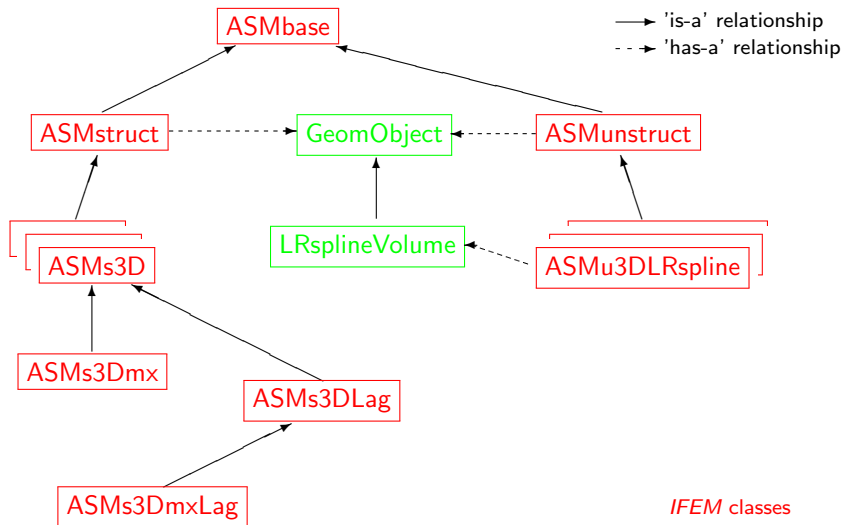 ASMbase
'is-a' relationship
'has-a' relationship
ASMstruct
GeomObject
ASMunstruct
LRsplineVolume
ASMs3D
ASMu3DLRspline
ASMs3Dmx
ASMs3DLag
ASMs3DmxLag
IFEM classes